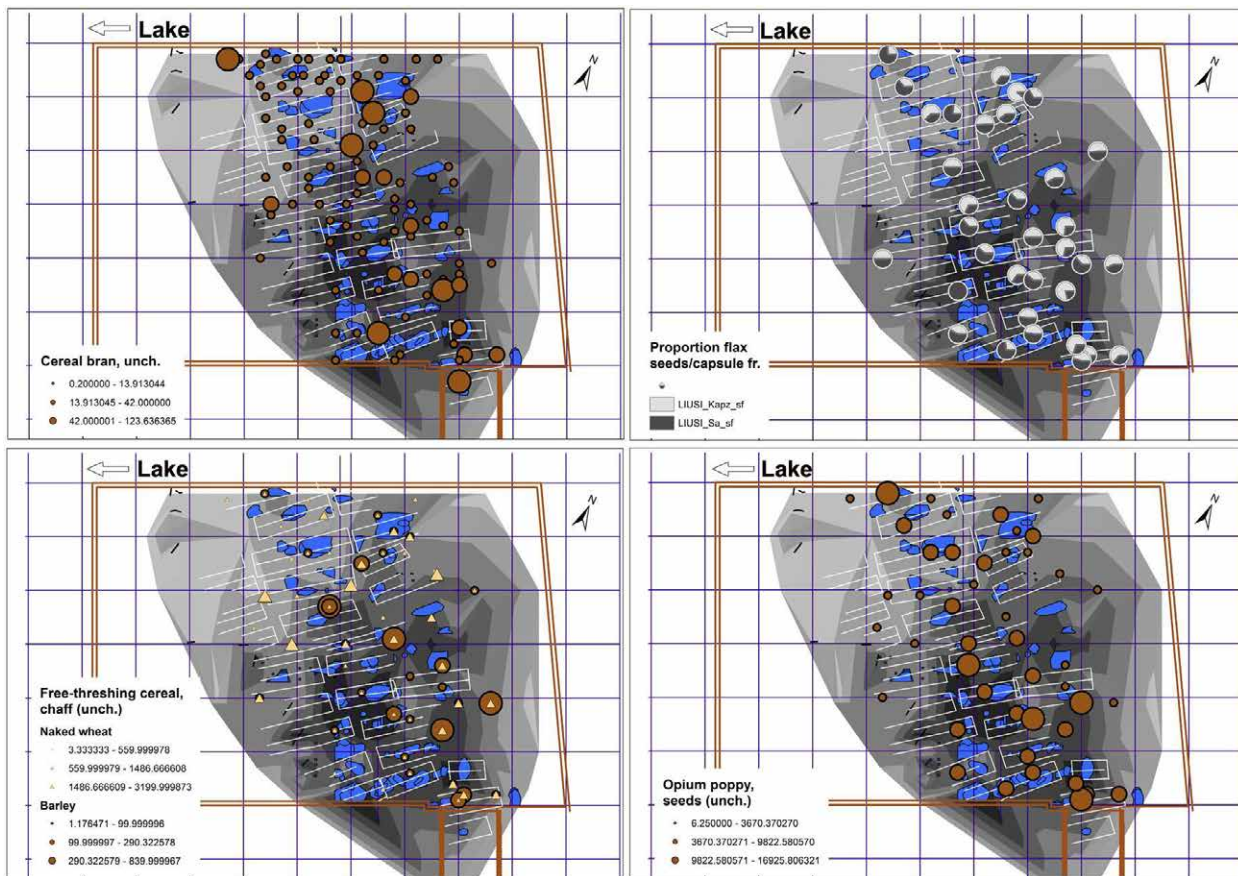 Lake
N
Cereal bran, unch.
0.200000 - 13.913044
13.913045 - 42.000000
42.000001 - 123.636365
Lake
N
Proportion flax
seeds/capsule fr.
LIUSI_Kapz_sf
LIUSI_Sa_sf
Lake
N
Free-threshing cereal,
chaff (unch.)
Naked wheat
3.333333 - 559.999978
559.999979 - 1486.666608
1486.666609 - 3199.999873
Barley
1.176471 - 99.999996
99.999997 - 290.322578
290.322579 - 839.999967
Lake
N
Opium poppy,
seeds (unch.)
6.250000 - 3670.370270
3670.370271 - 9822.580570
9822.580571 - 16925.806321